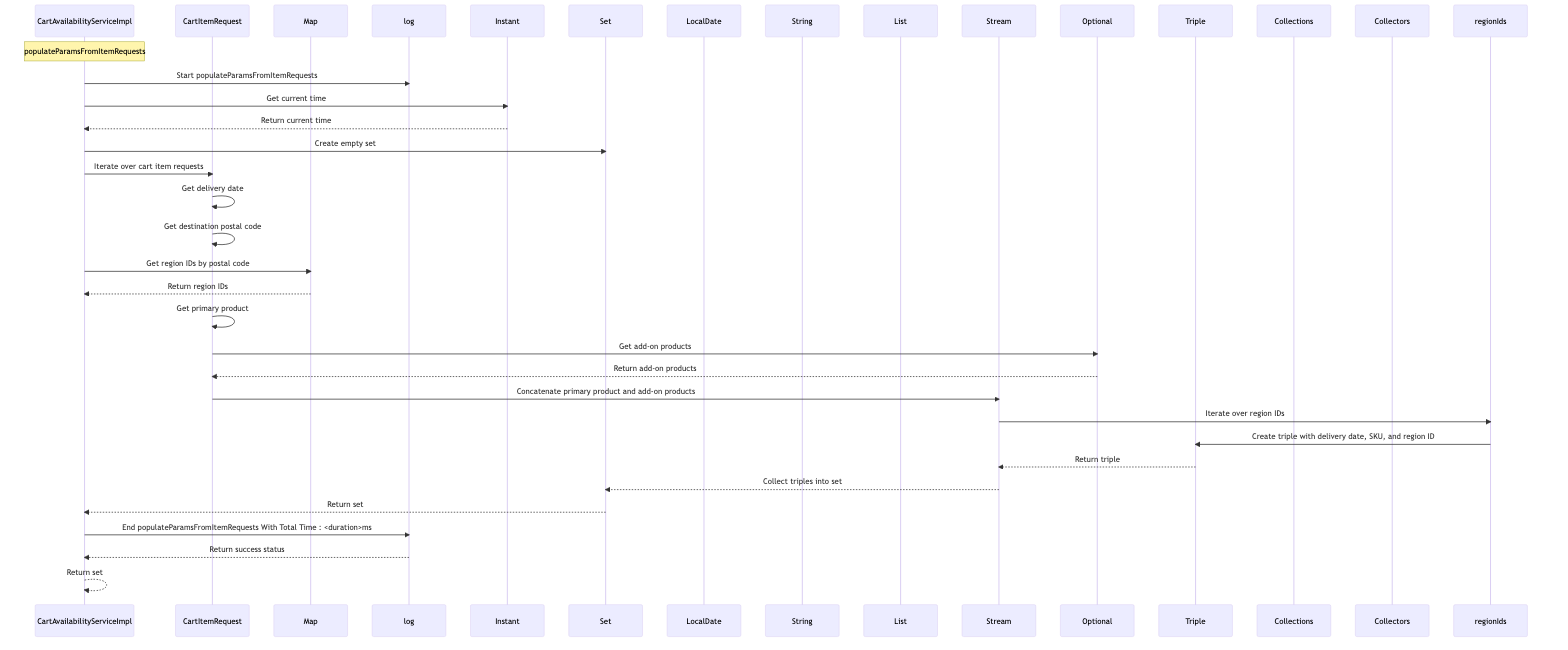 CartAvailabilityServiceImpl CartItemRequest Map log Instant Set LocalDate String List Stream Optional Triple Collections Collectors regionIds
populateParamsFromItemRequests
Start populateParamsFromItemRequests
Get current time
Return current time
Create empty set
Iterate over cart item requests
Get delivery date
Get destination postal code
Get region IDs by postal code
Return region IDs
Get primary product
Get add-on products
Return add-on products
Concatenate primary product and add-on products
Iterate over region IDs
Create triple with delivery date, SKU, and region ID
Return triple
Collect triples into set
Return set
End populateParamsFromItemRequests With Total Time : <duration>ms
Return success status
Return set
CartAvailabilityServiceImpl CartItemRequest Map log Instant Set LocalDate String List Stream Optional Triple Collections Collectors regionIds